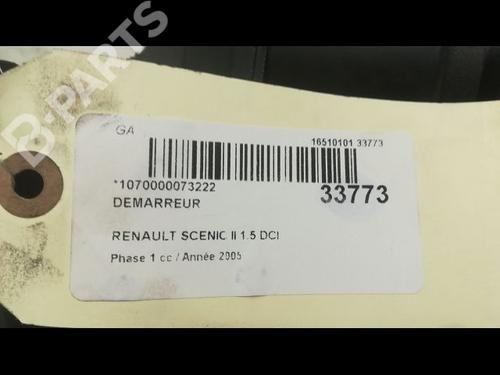 B-PARTS
GA
16510101 33773
*1070000073222
33773
DEMARREUR
RENAULT SCENIC II 1.5 DCI
Phase 1 cc / Année 2005